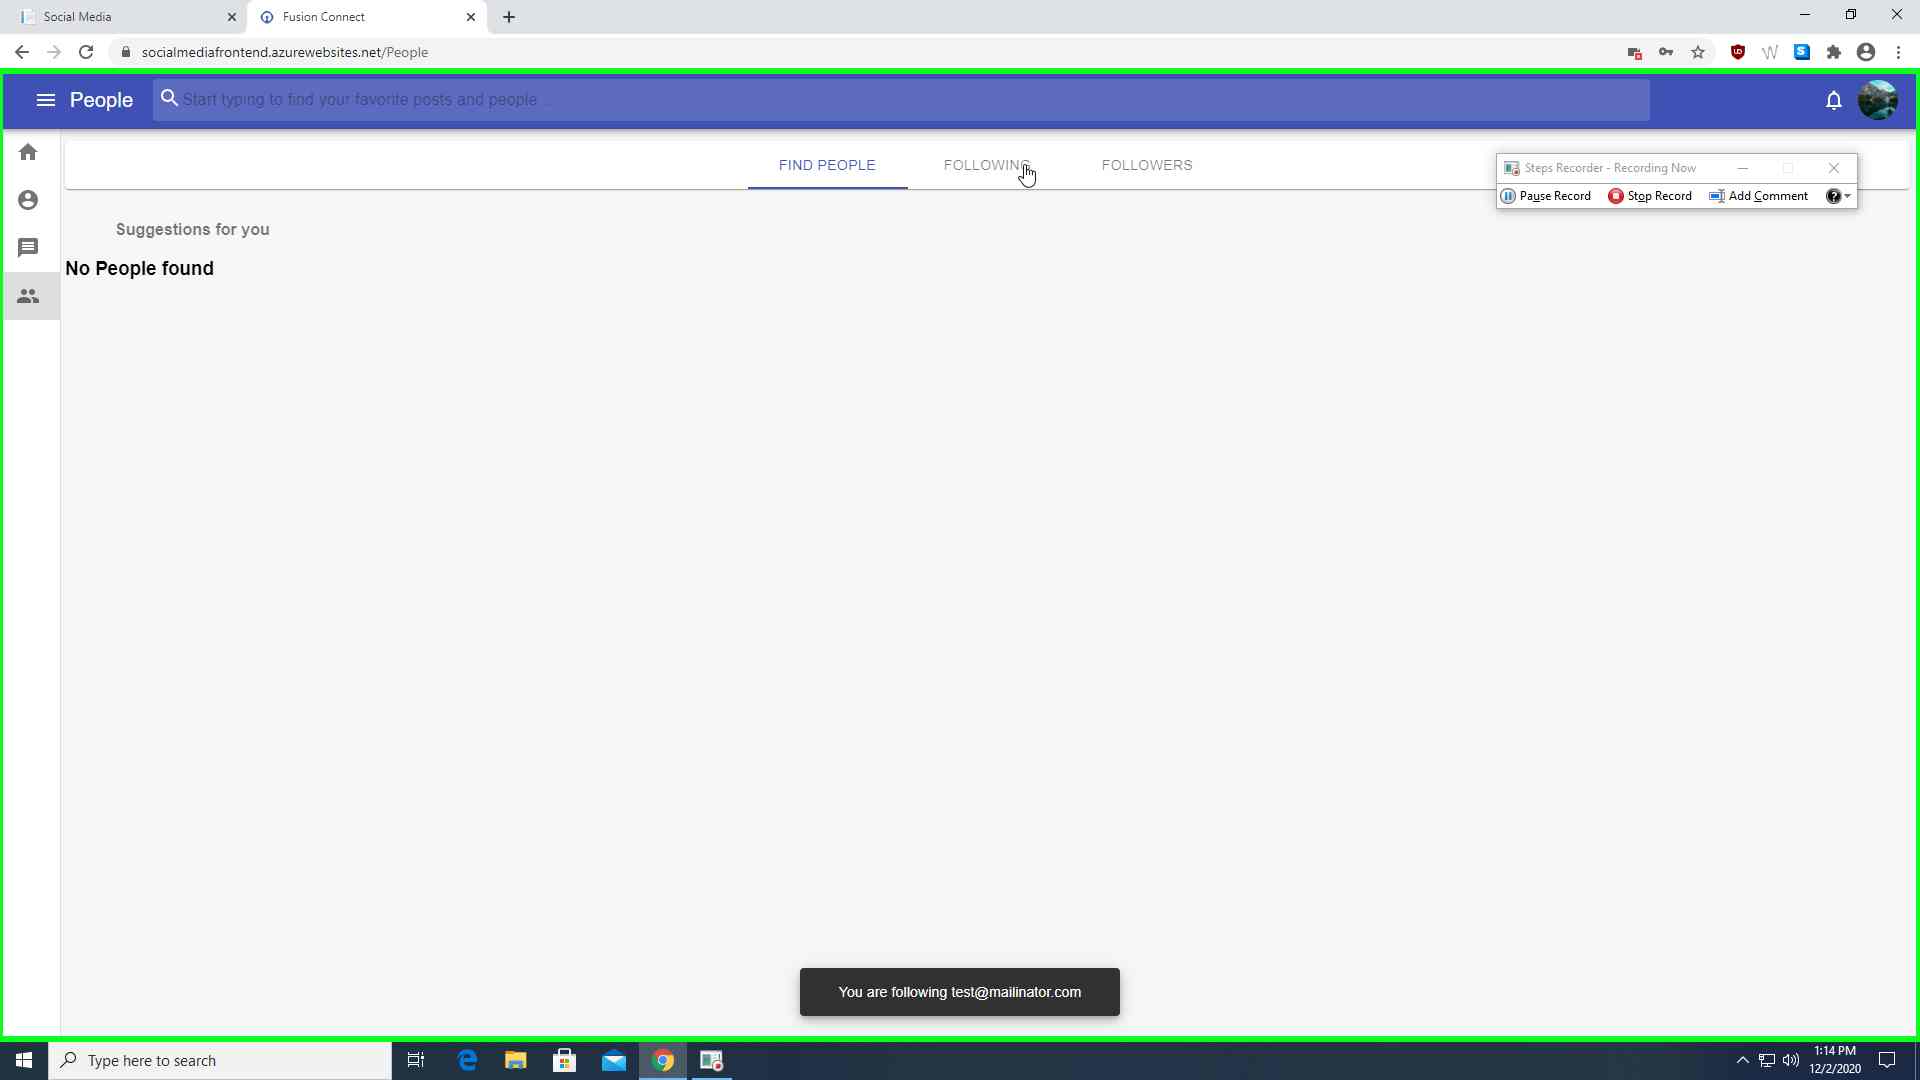 Social Media
Fusion Connect
socialmediafrontend.azurewebsites.net/People
People
Start typing to find your favorite posts and people ...
FIND PEOPLE
FOLLOWING
FOLLOWERS
Steps Recorder - Recording Now
Pause Record
Stop Record
Add Comment
Suggestions for you
No People found
You are following test@mailinator.com
Type here to search
1:14 PM
12/2/2020